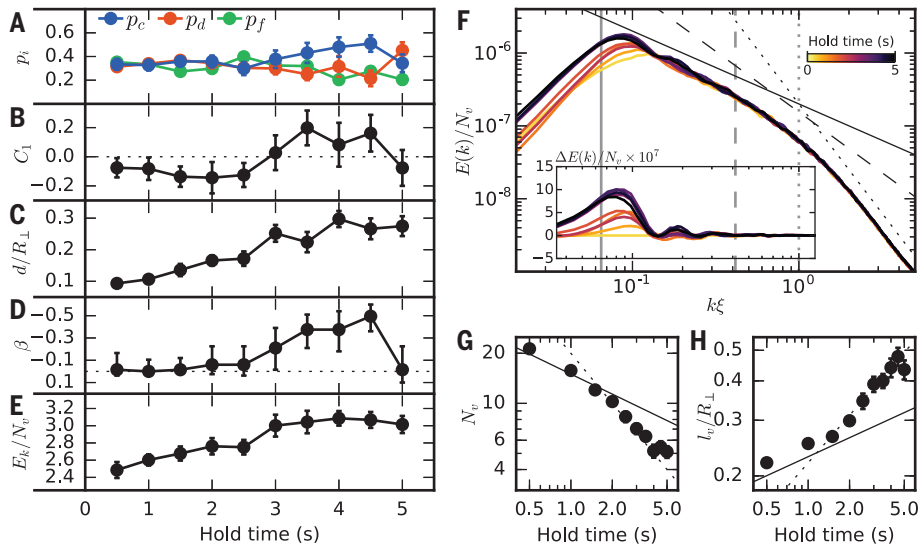 A
p_c p_d p_f
0.6
0.4
0.2
p_i
B
0.2
0.0
−0.2
C_1
C
0.3
0.2
0.1
d/R_⊥
D
−0.5
−0.3
−0.1
0.1
β
E
3.2
3.0
2.8
2.6
2.4
E_k/N_v
0 1 2 3 4 5
Hold time (s)
F
10^{-6}
10^{-7}
10^{-8}
E(k)/N_v
Hold time (s)
0 5
ΔE(k)/N_v × 10^7
15
10
5
0
−5
10^{-1} 10^0
kξ
G
20
10
6
4
N_v
0.5 1.0 2.0 5.0
Hold time (s)
H
0.5
0.4
0.3
0.2
l_v/R_⊥
0.5 1.0 2.0 5.0
Hold time (s)